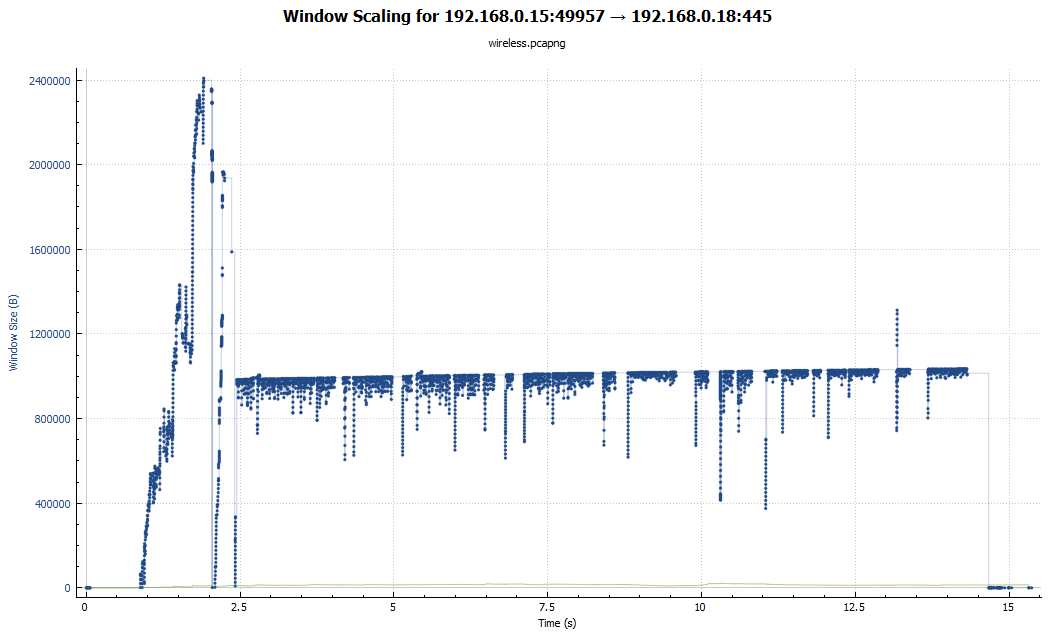 Window Scaling for 192.168.0.15:49957 → 192.168.0.18:445
wireless.pcapng
2400000
2000000
1600000
1200000
800000
400000
0
Window Size (B)
0 2.5 5 7.5 10 12.5 15
Time (s)